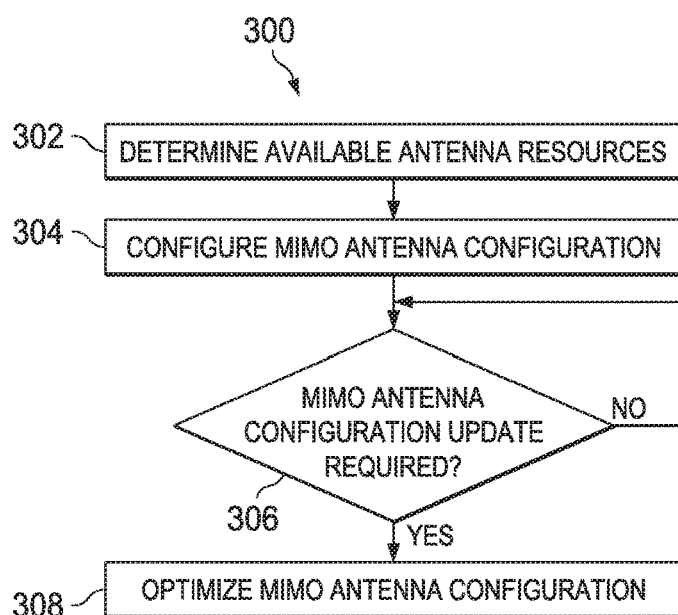 300
302
DETERMINE AVAILABLE ANTENNA RESOURCES
304
CONFIGURE MIMO ANTENNA CONFIGURATION
MIMO ANTENNA
CONFIGURATION UPDATE
REQUIRED?
NO
306
YES
308
OPTIMIZE MIMO ANTENNA CONFIGURATION